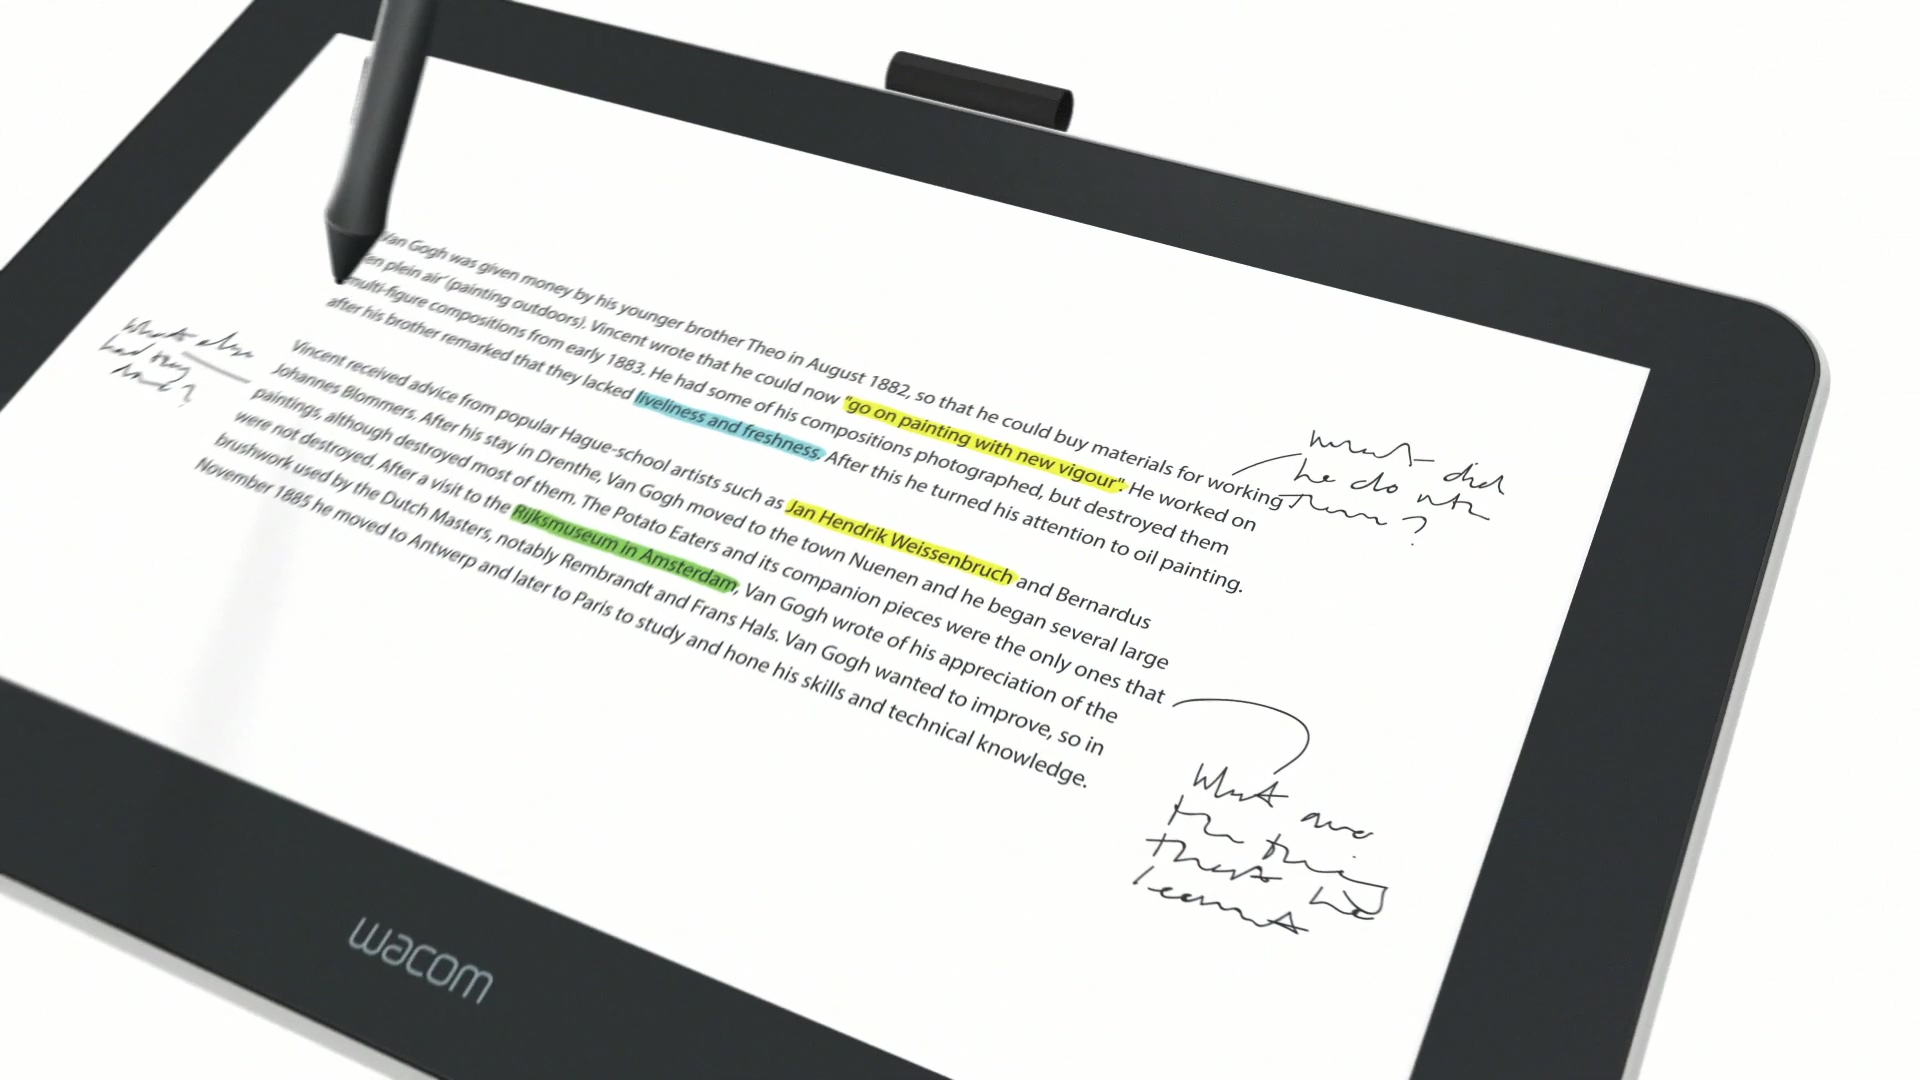 Van Gogh was given money by his younger brother Theo in August 1882, so that he could buy materials for working
en plein air' (painting outdoors). Vincent wrote that he could now "go on painting with new vigour". He worked on
multi-figure compositions from early 1883. He had some of his compositions photographed, but destroyed them
after his brother remarked that they lacked liveliness and freshness. After this he turned his attention to oil painting.
what did
he do with
them ?
Vincent received advice from popular Hague-school artists such as Jan Hendrik Weissenbruch and Bernardus
Johannes Blommers. After his stay in Drenthe, Van Gogh moved to the town Nuenen and he began several large
paintings, although destroyed most of them. The Potato Eaters and its companion pieces were the only ones that
were not destroyed. After a visit to the Rijksmuseum in Amsterdam, Van Gogh wrote of his appreciation of the
brushwork used by the Dutch Masters, notably Rembrandt and Frans Hals. Van Gogh wanted to improve, so in
November 1885 he moved to Antwerp and later to Paris to study and hone his skills and technical knowledge.
What else
had they
What are
the things
that he
learnt
wacom